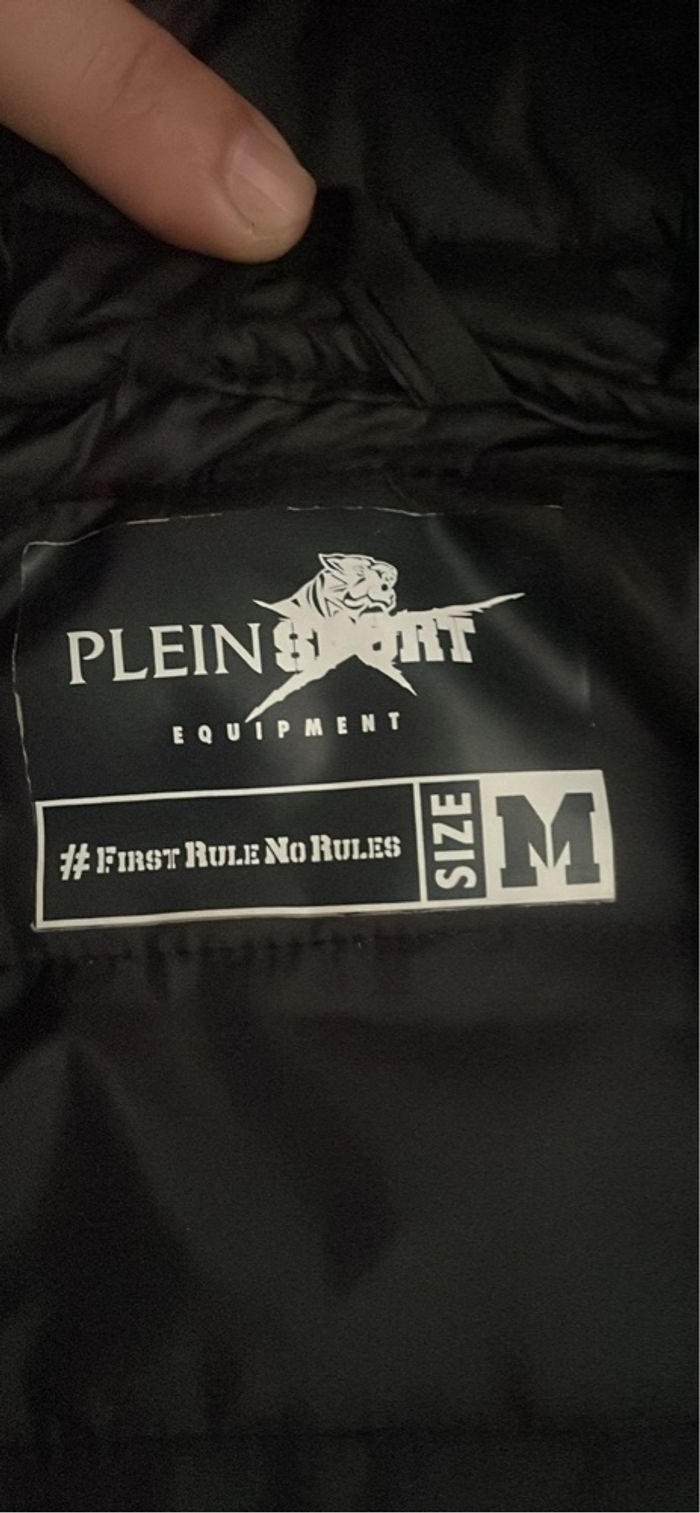 PLEIN SPORT
EQUIPMENT
#FIRST RULE NO RULES
SIZE
M